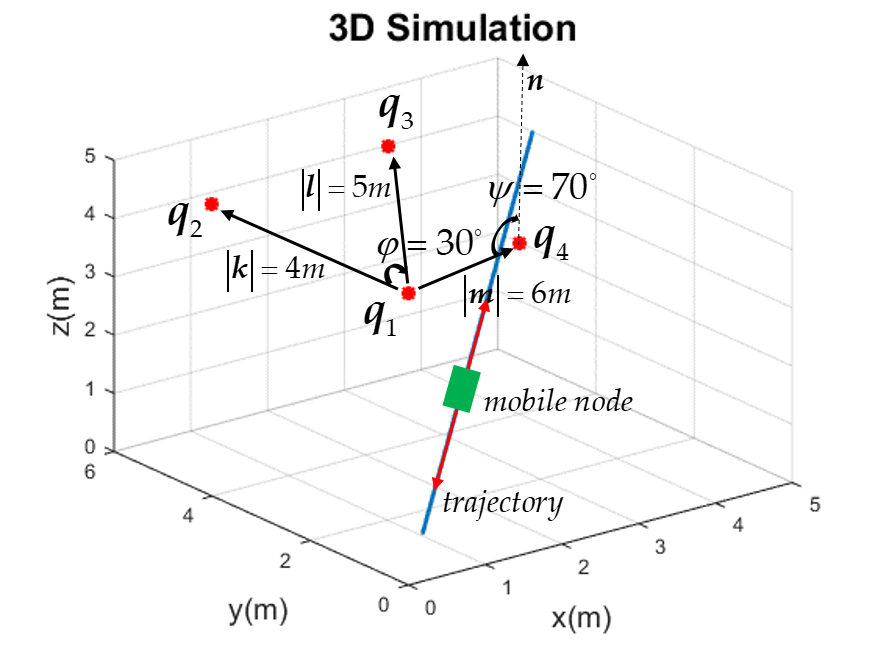 3D Simulation
n
q₃
ψ = 70°
|l| = 5m
q₂
φ = 30°
q₄
|k| = 4m
|m| = 6m
q₁
mobile node
trajectory
z(m)
5
4
3
2
1
0
6
4
2
0
y(m)
0
1
2
3
4
5
x(m)